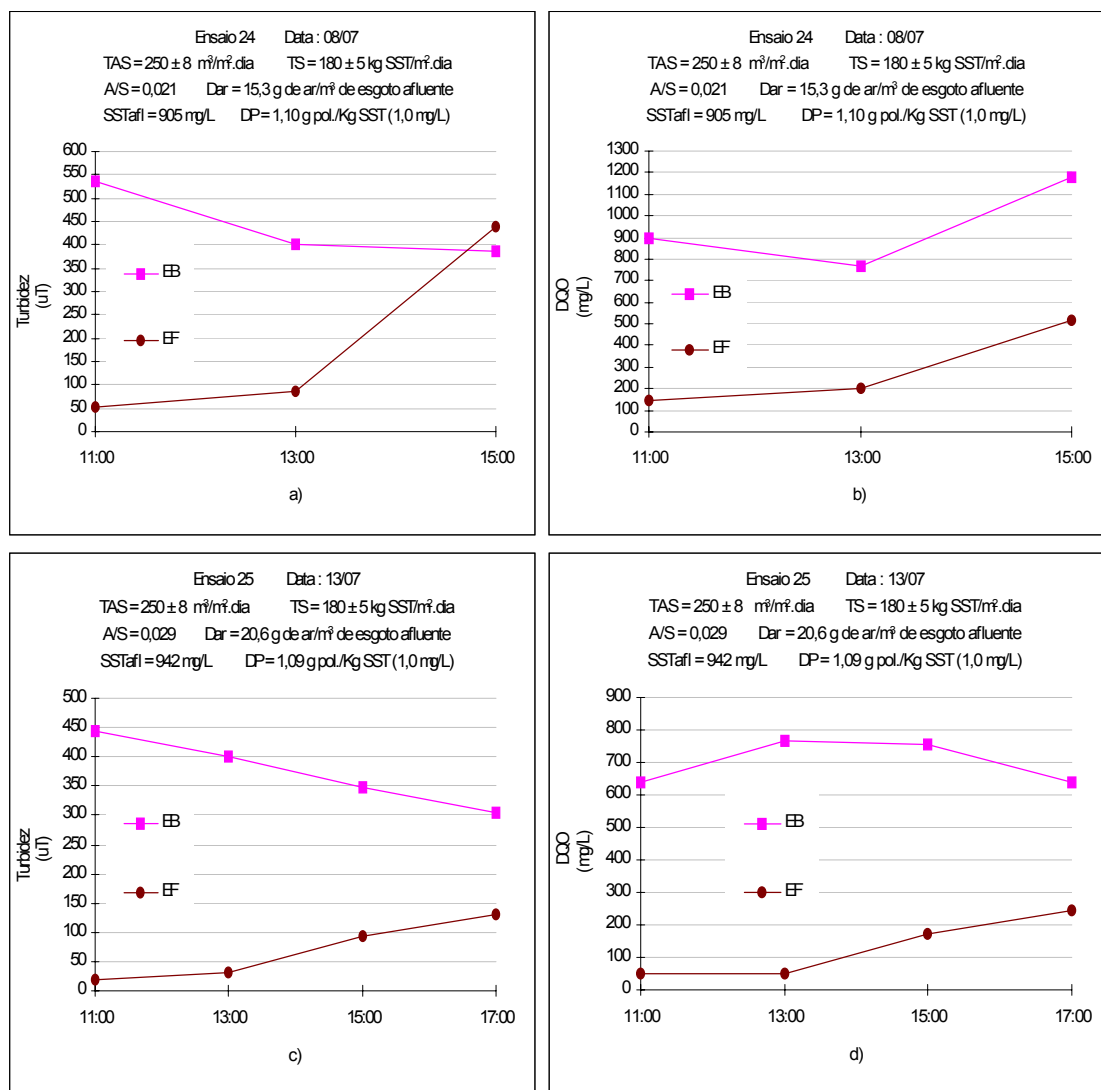 Ensaio 24 Data : 08/07
TAS = 250 ± 8 m³/m².dia TS = 180 ± 5 kg SST/m².dia
A/S = 0,021 Dar = 15,3 g de ar/m³ de esgoto afluente
SSTafl = 905 mg/L DP = 1,10 g pol./Kg SST (1,0 mg/L)
600
550
500
450
400
350
300
250
200
150
100
50
0
Turbidez
(uT)
EB
EF
11:00 13:00 15:00
a)
Ensaio 24 Data : 08/07
TAS = 250 ± 8 m³/m².dia TS = 180 ± 5 kg SST/m².dia
A/S = 0,021 Dar = 15,3 g de ar/m³ de esgoto afluente
SSTafl = 905 mg/L DP = 1,10 g pol./Kg SST (1,0 mg/L)
1300
1200
1100
1000
900
800
700
600
500
400
300
200
100
0
DQO
(mg/L)
EB
EF
11:00 13:00 15:00
b)
Ensaio 25 Data : 13/07
TAS = 250 ± 8 m³/m².dia TS = 180 ± 5 kg SST/m².dia
A/S = 0,029 Dar = 20,6 g de ar/m³ de esgoto afluente
SSTafl = 942 mg/L DP= 1,09 g pol./Kg SST (1,0 mg/L)
500
450
400
350
300
250
200
150
100
50
0
Turbidez
(uT)
EB
EF
11:00 13:00 15:00 17:00
c)
Ensaio 25 Data : 13/07
TAS = 250 ± 8 m³/m².dia TS = 180 ± 5 kg SST/m².dia
A/S = 0,029 Dar = 20,6 g de ar/m³ de esgoto afluente
SSTafl = 942 mg/L DP= 1,09 g pol./Kg SST (1,0 mg/L)
900
800
700
600
500
400
300
200
100
0
DQO
(mg/L)
EB
EF
11:00 13:00 15:00 17:00
d)